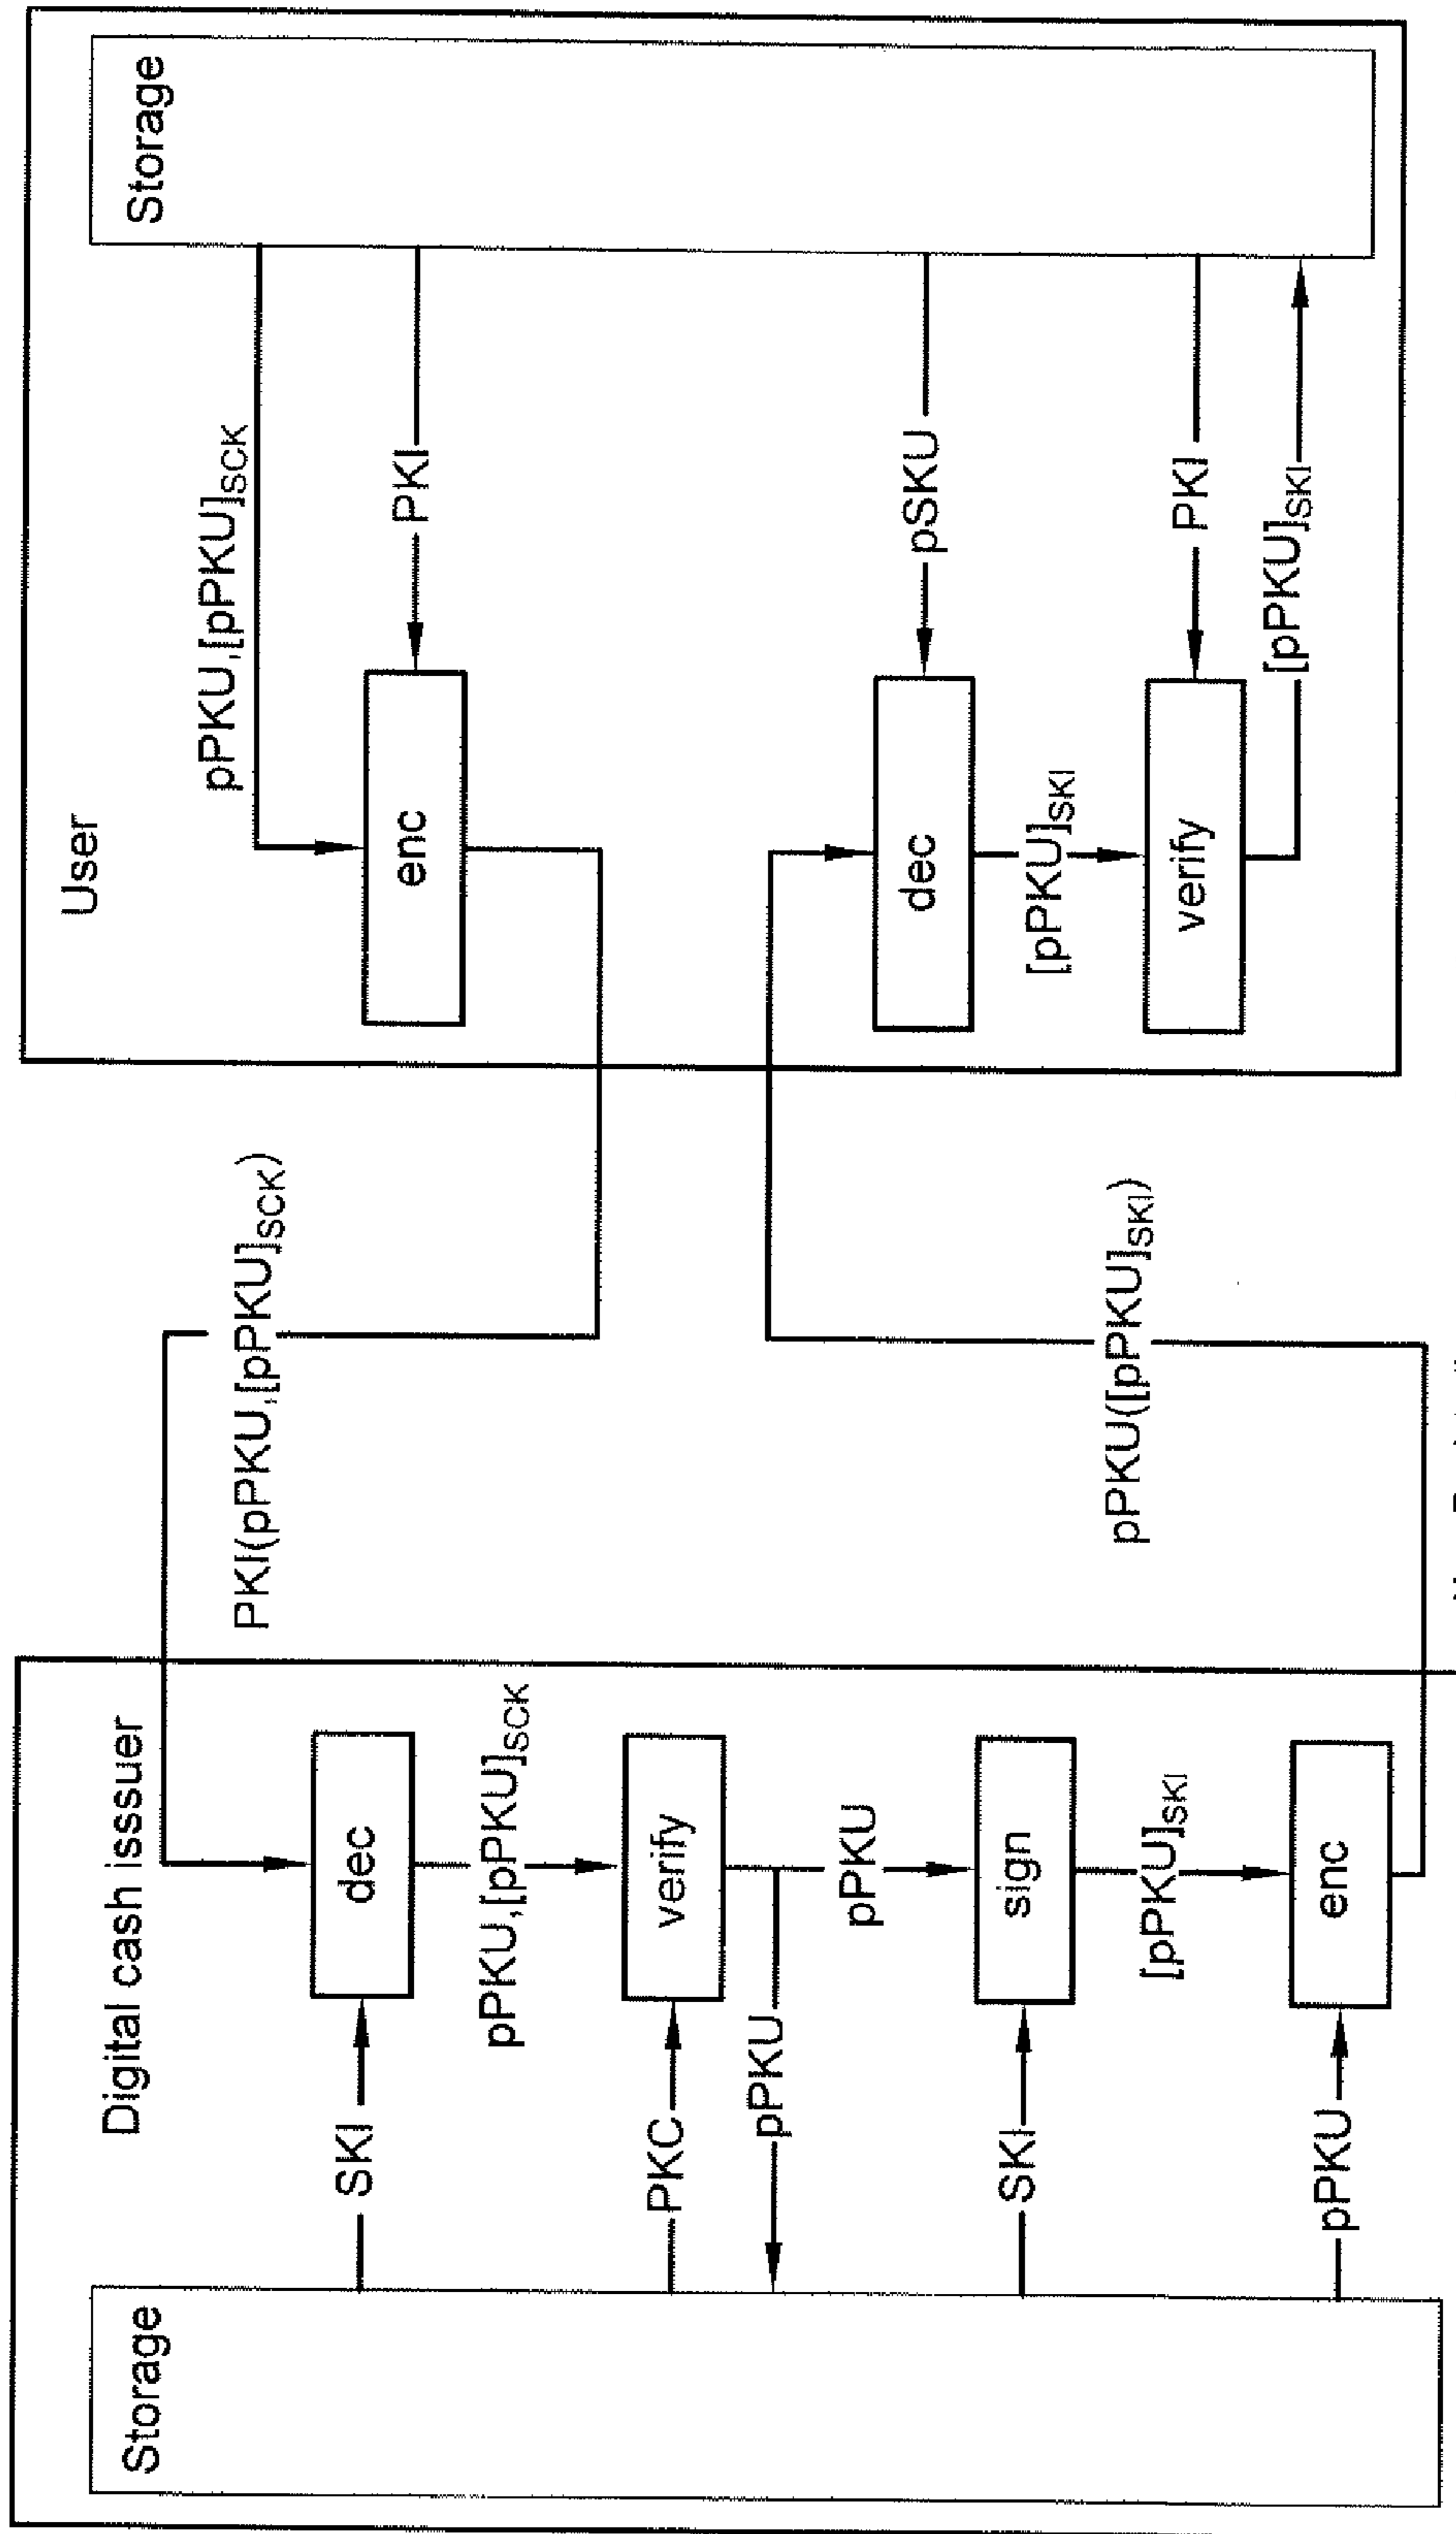 Digital cash isssuer
Storage
SKI
dec
pPKU,[pPKU]SCK
PKC
verify
pPKU
pPKU
SKI
sign
[pPKU]SKI
pPKU
enc
PKI(pPKU,[pPKU]SCK)
pPKU([pPKU]SKI)
User
Storage
pPKU,[pPKU]SCK
PKI
enc
pSKU
dec
[pPKU]SKI
PKI
verify
[pPKU]SKI